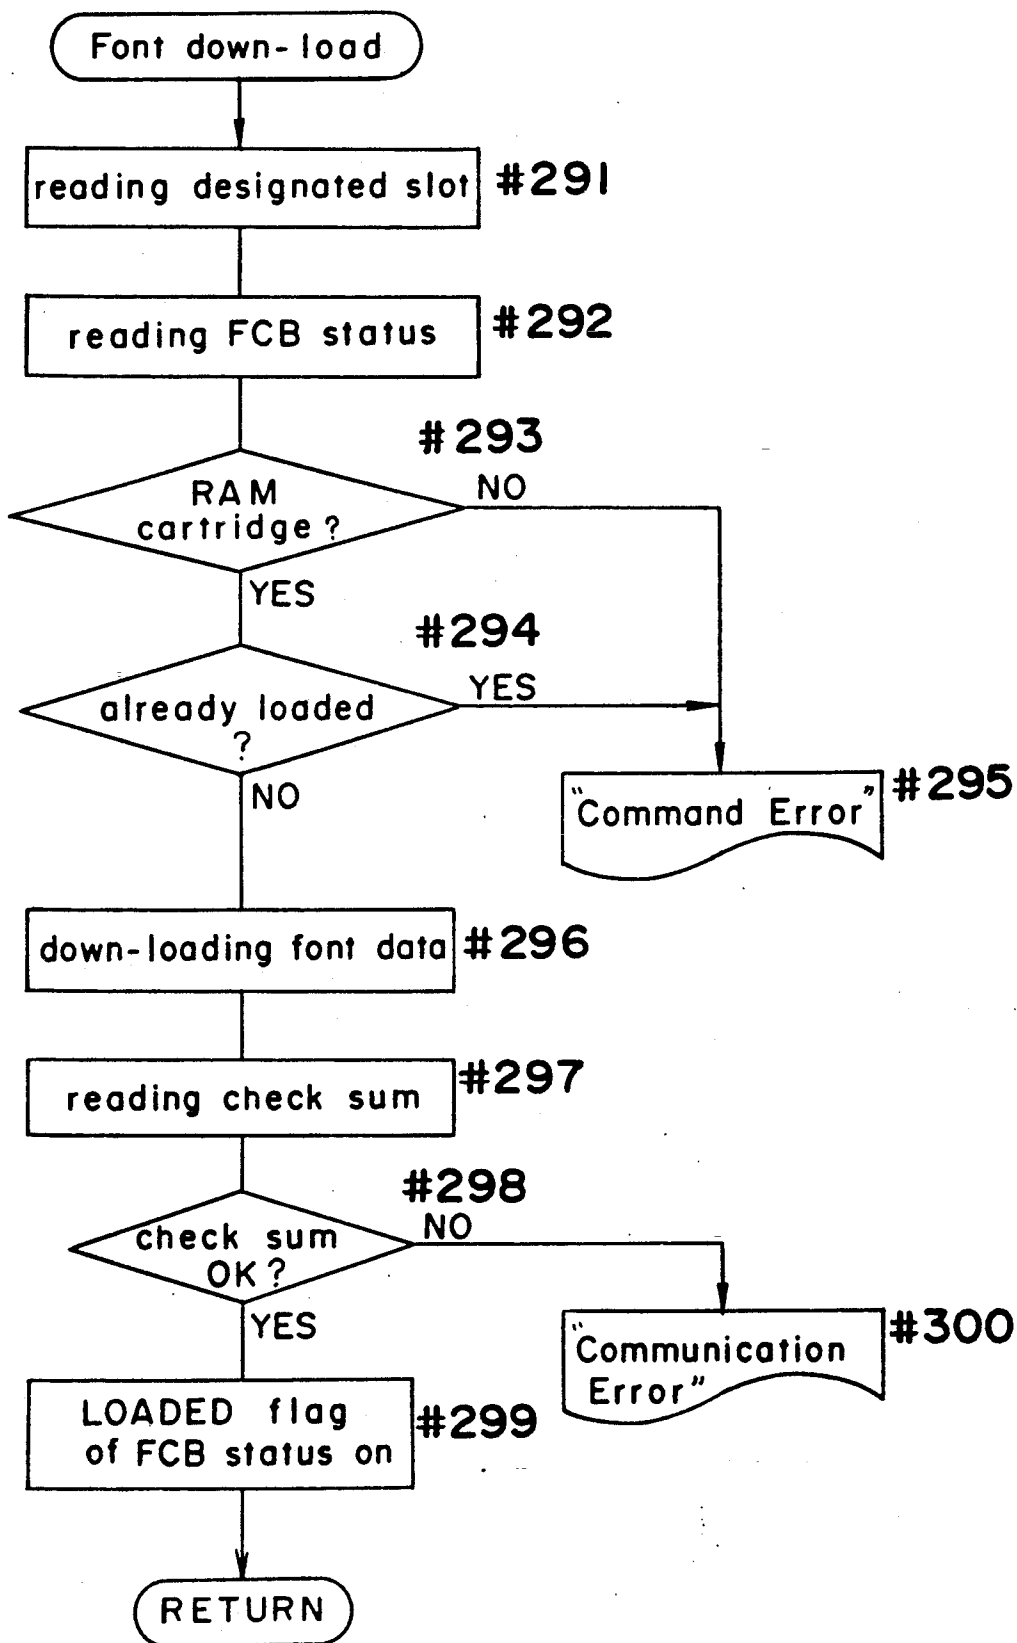 Font down-load
reading designated slot #291
reading FCB status #292
#293
RAM
cartridge?
NO
YES
#294
already loaded
?
YES
NO
#295
"Command Error"
down-loading font data #296
reading check sum #297
#298
check sum
OK?
NO
YES
#300
"Communication
Error"
LOADED flag
of FCB status on
#299
RETURN